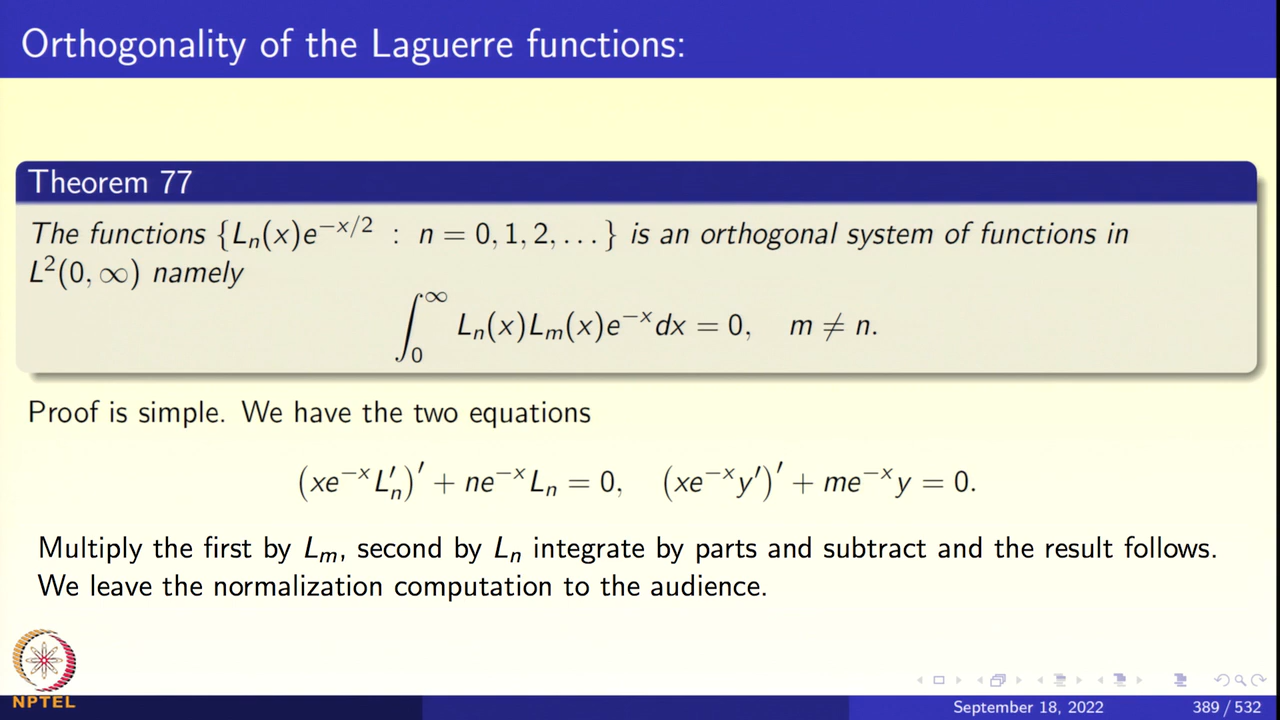 Orthogonality of the Laguerre functions:
Theorem 77
The functions {Lₙ(x)e^{−x/2} : n = 0, 1, 2, . . . } is an orthogonal system of functions in
L²(0, ∞) namely
∫₀^∞ Lₙ(x)Lₘ(x)e^{−x}dx = 0, m ≠ n.
Proof is simple. We have the two equations
(xe^{−x}L′ₙ)′ + ne^{−x}Lₙ = 0, (xe^{−x}y′)′ + me^{−x}y = 0.
Multiply the first by Lₘ, second by Lₙ integrate by parts and subtract and the result follows.
We leave the normalization computation to the audience.
NPTEL
September 18, 2022 389 / 532